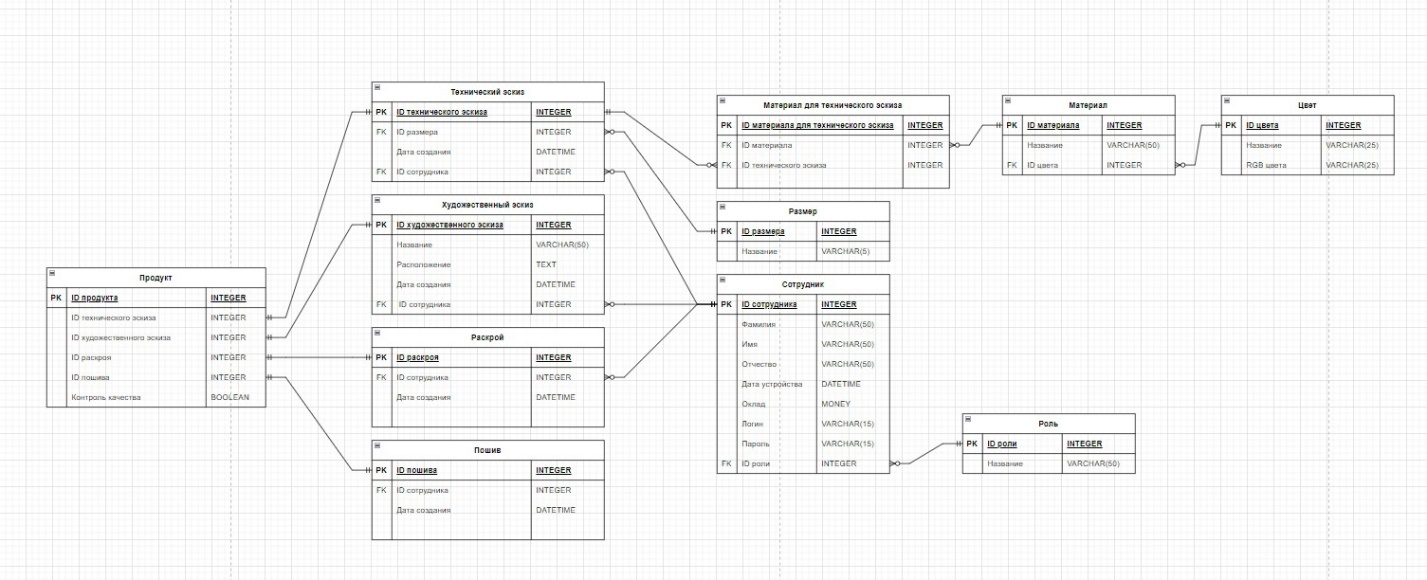 Технический эскиз
PK ID технического эскиза INTEGER
FK ID размера INTEGER
Дата создания DATETIME
FK ID сотрудника INTEGER
Материал для технического эскиза
PK ID материала для технического эскиза INTEGER
FK ID материала INTEGER
FK ID технического эскиза INTEGER
Материал
PK ID материала INTEGER
Название VARCHAR(50)
FK ID цвета INTEGER
Цвет
PK ID цвета INTEGER
Название VARCHAR(25)
RGB цвета VARCHAR(25)
Художественный эскиз
PK ID художественного эскиза INTEGER
Название VARCHAR(50)
Расположение TEXT
Дата создания DATETIME
FK ID сотрудника INTEGER
Размер
PK ID размера INTEGER
Название VARCHAR(5)
Продукт
PK ID продукта INTEGER
ID технического эскиза INTEGER
ID художественного эскиза INTEGER
ID раскроя INTEGER
ID пошива INTEGER
Контроль качества BOOLEAN
Сотрудник
PK ID сотрудника INTEGER
Фамилия VARCHAR(50)
Имя VARCHAR(50)
Отчество VARCHAR(50)
Дата устройства DATETIME
Оклад MONEY
Логин VARCHAR(15)
Пароль VARCHAR(15)
FK ID роли INTEGER
Раскрой
PK ID раскроя INTEGER
FK ID сотрудника INTEGER
Дата создания DATETIME
Роль
PK ID роли INTEGER
Название VARCHAR(50)
Пошив
PK ID пошива INTEGER
FK ID сотрудника INTEGER
Дата создания DATETIME